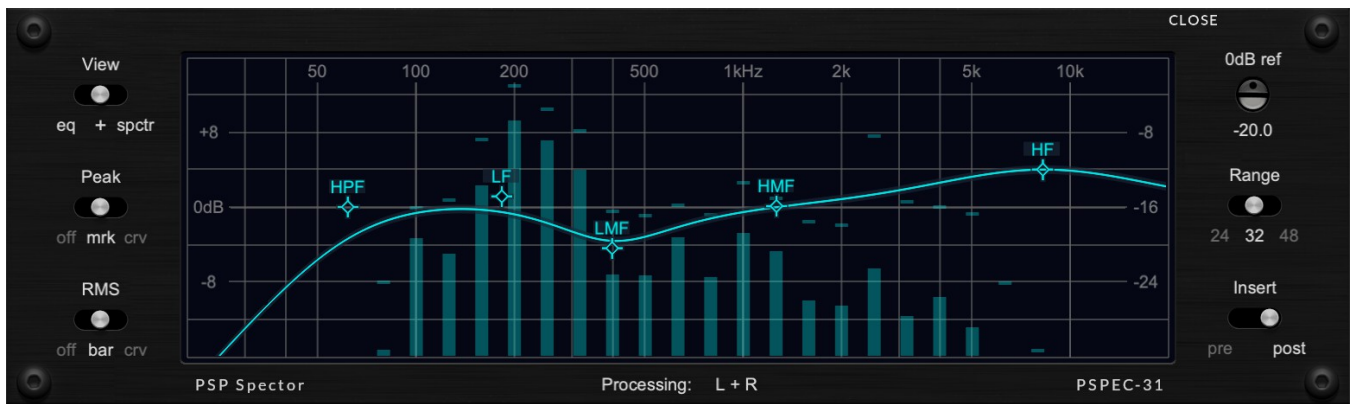 CLOSE
View
eq + spctr
Peak
off mrk crv
RMS
off bar crv
50 100 200 500 1kHz 2k 5k 10k
+8 -8
0dB -16
-8 -24
HPF
LF
LMF
HMF
HF
0dB ref
-20.0
Range
24 32 48
Insert
pre post
PSP Spector
Processing: L + R
PSPEC-31